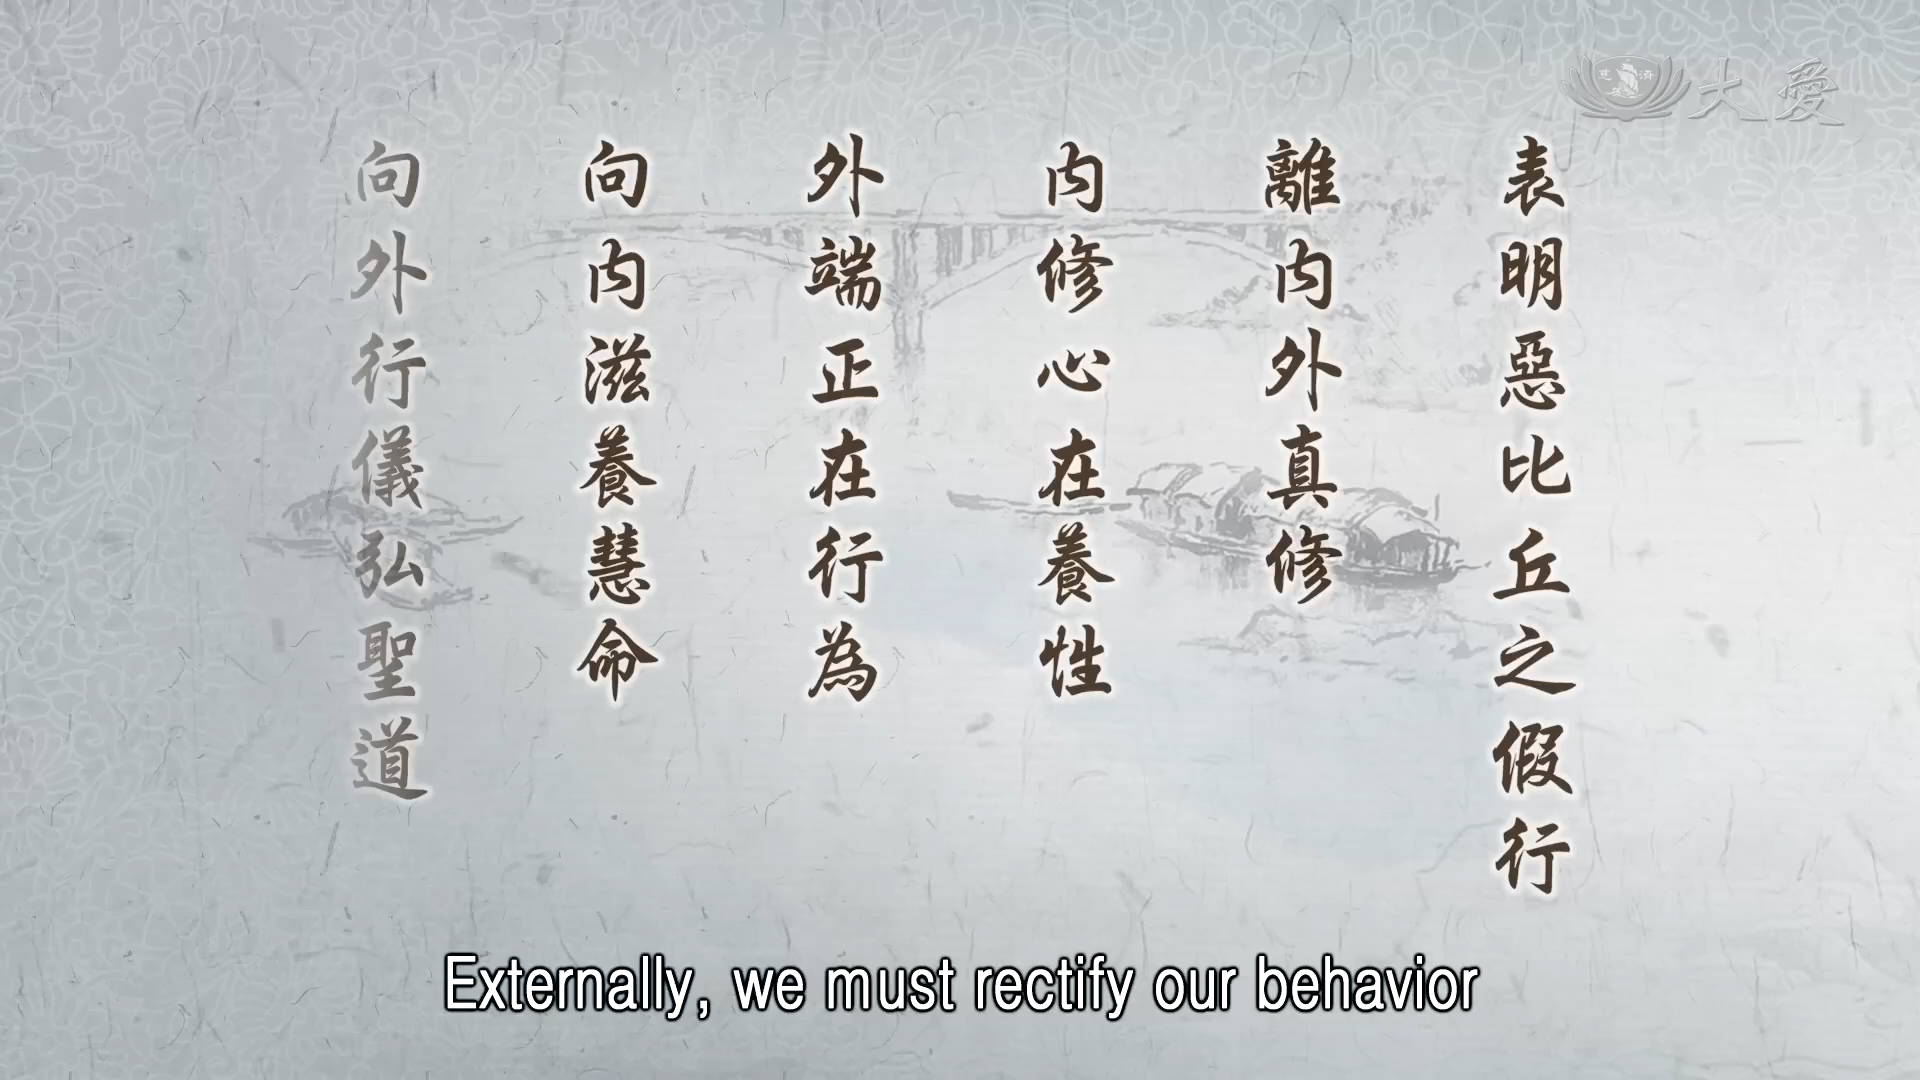 表明惡比丘之假行
離內外真修
內修心在養性
外端正在行為
向內滋養慧命
向外行儀弘聖道
慈濟
大愛
Externally, we must rectify our behavior